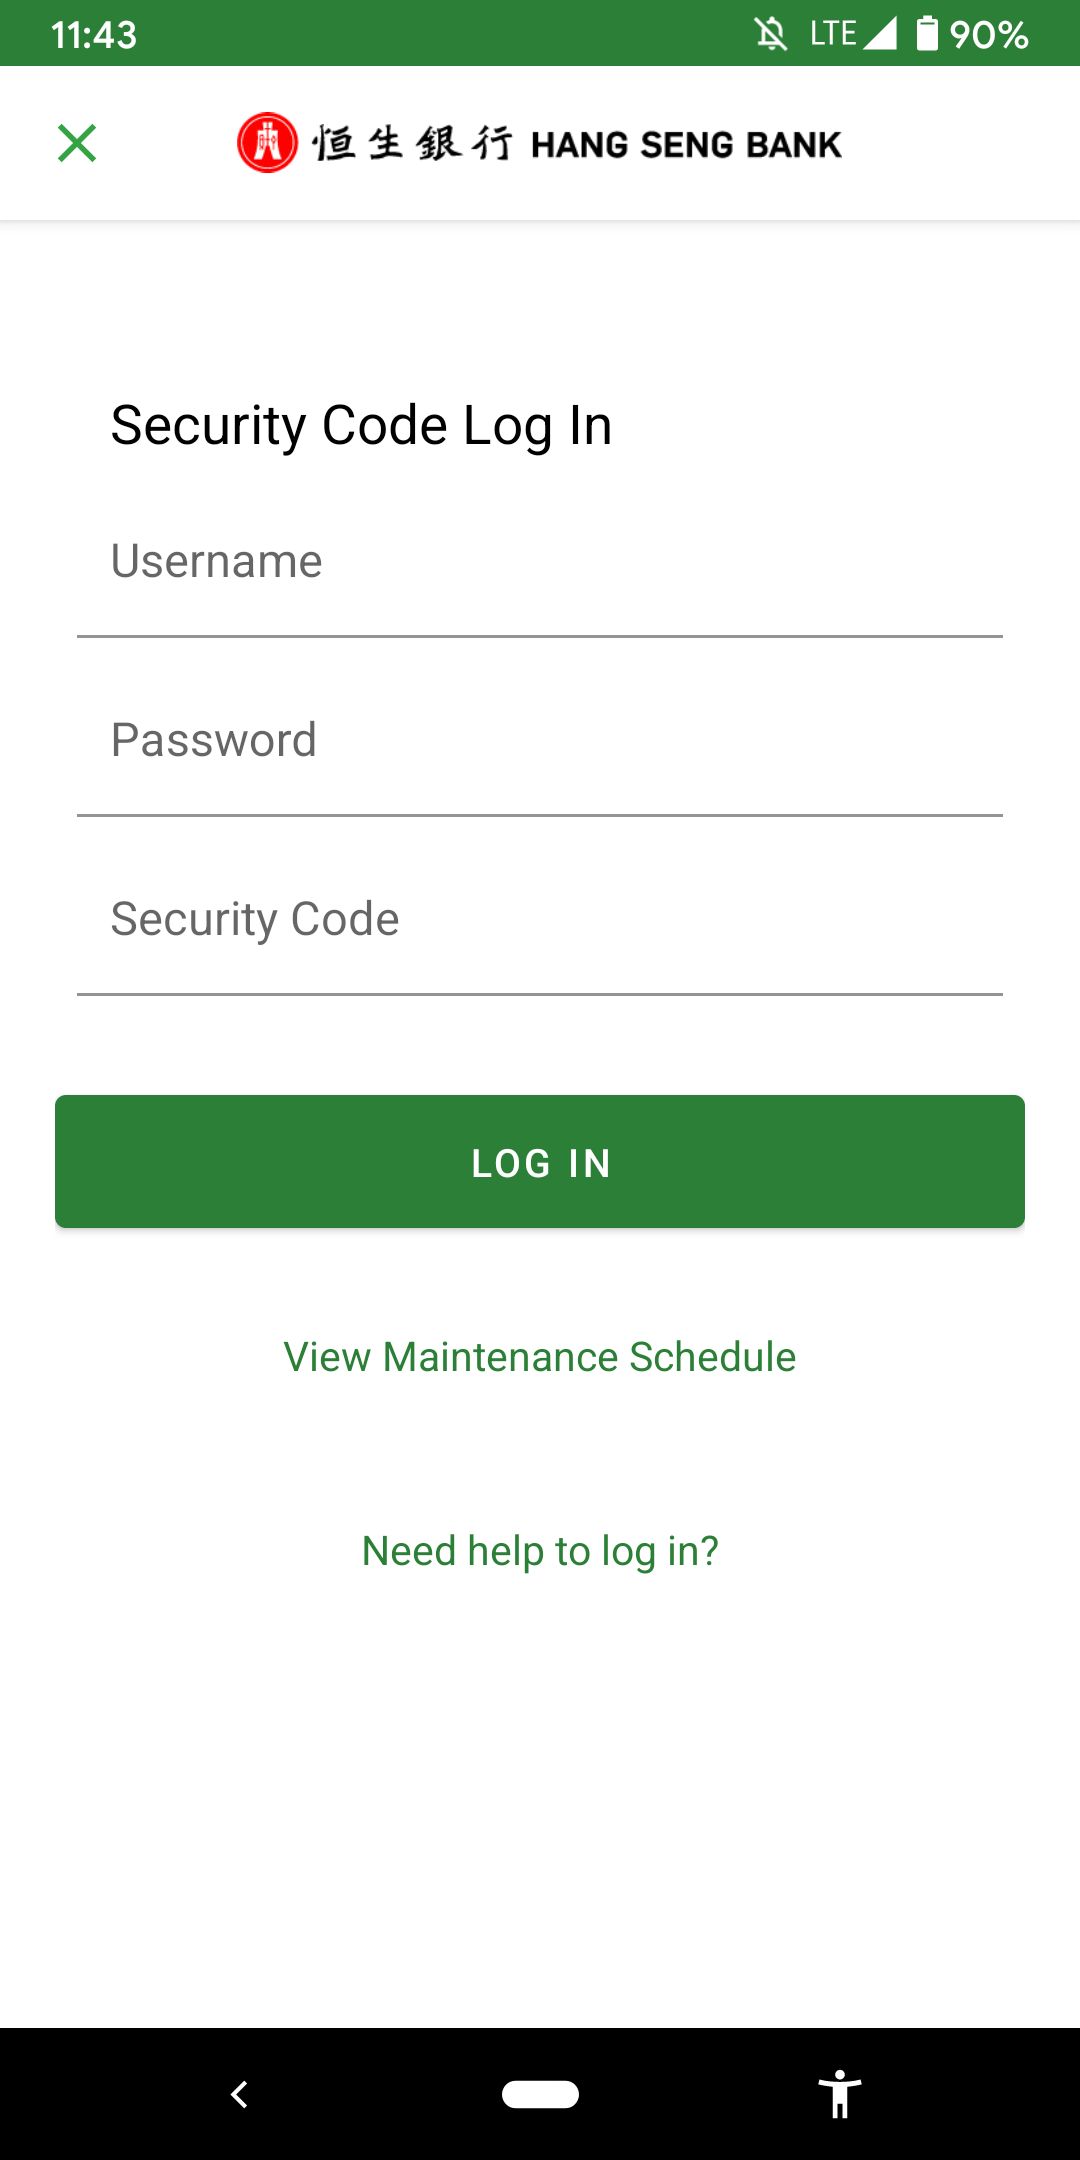 11:43 LTE 90%
恒生銀行 HANG SENG BANK
Security Code Log In
Username
Password
Security Code
LOG IN
View Maintenance Schedule
Need help to log in?